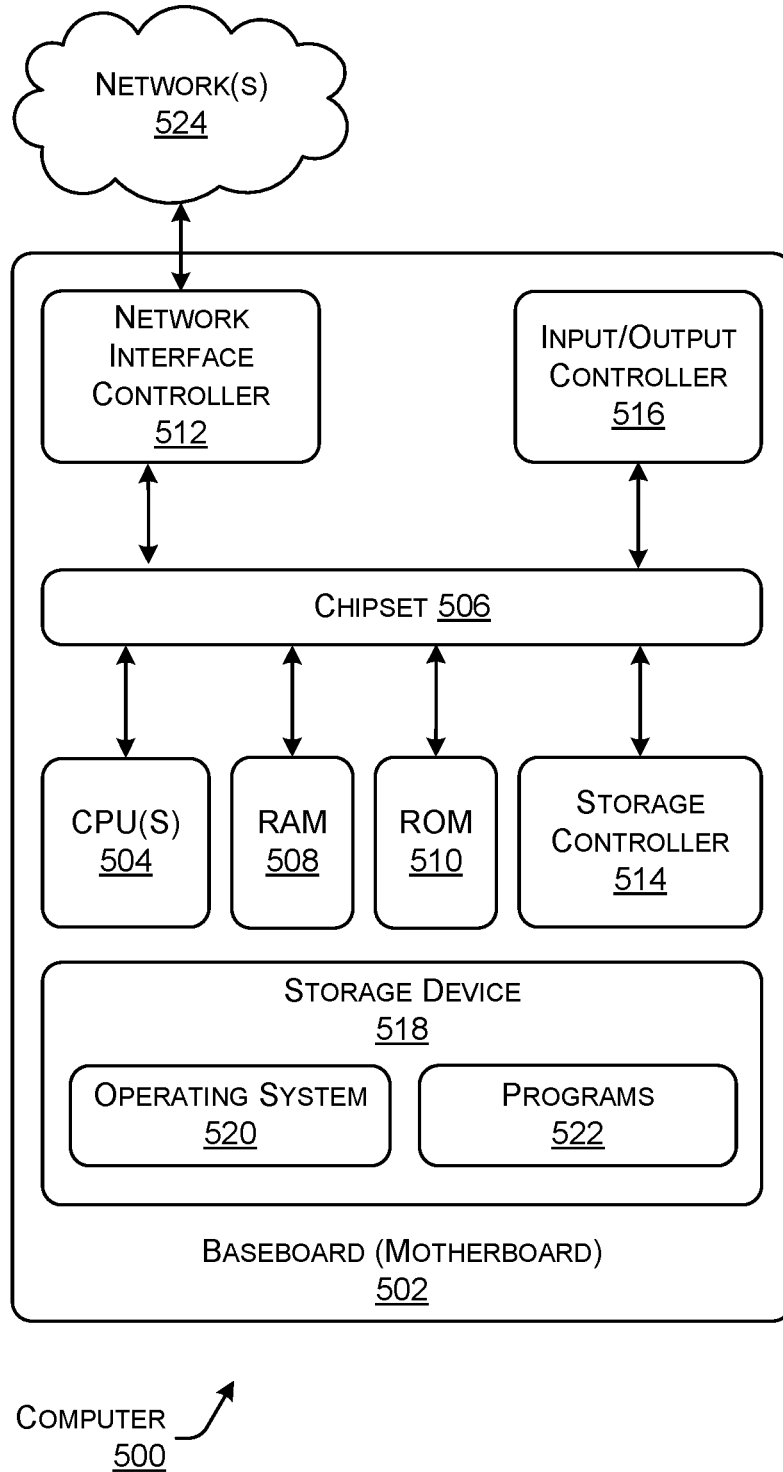 NETWORK(S)
524
NETWORK
INTERFACE
CONTROLLER
512
INPUT/OUTPUT
CONTROLLER
516
CHIPSET 506
CPU(S)
504
RAM
508
ROM
510
STORAGE
CONTROLLER
514
STORAGE DEVICE
518
OPERATING SYSTEM
520
PROGRAMS
522
BASEBOARD (MOTHERBOARD)
502
COMPUTER
500